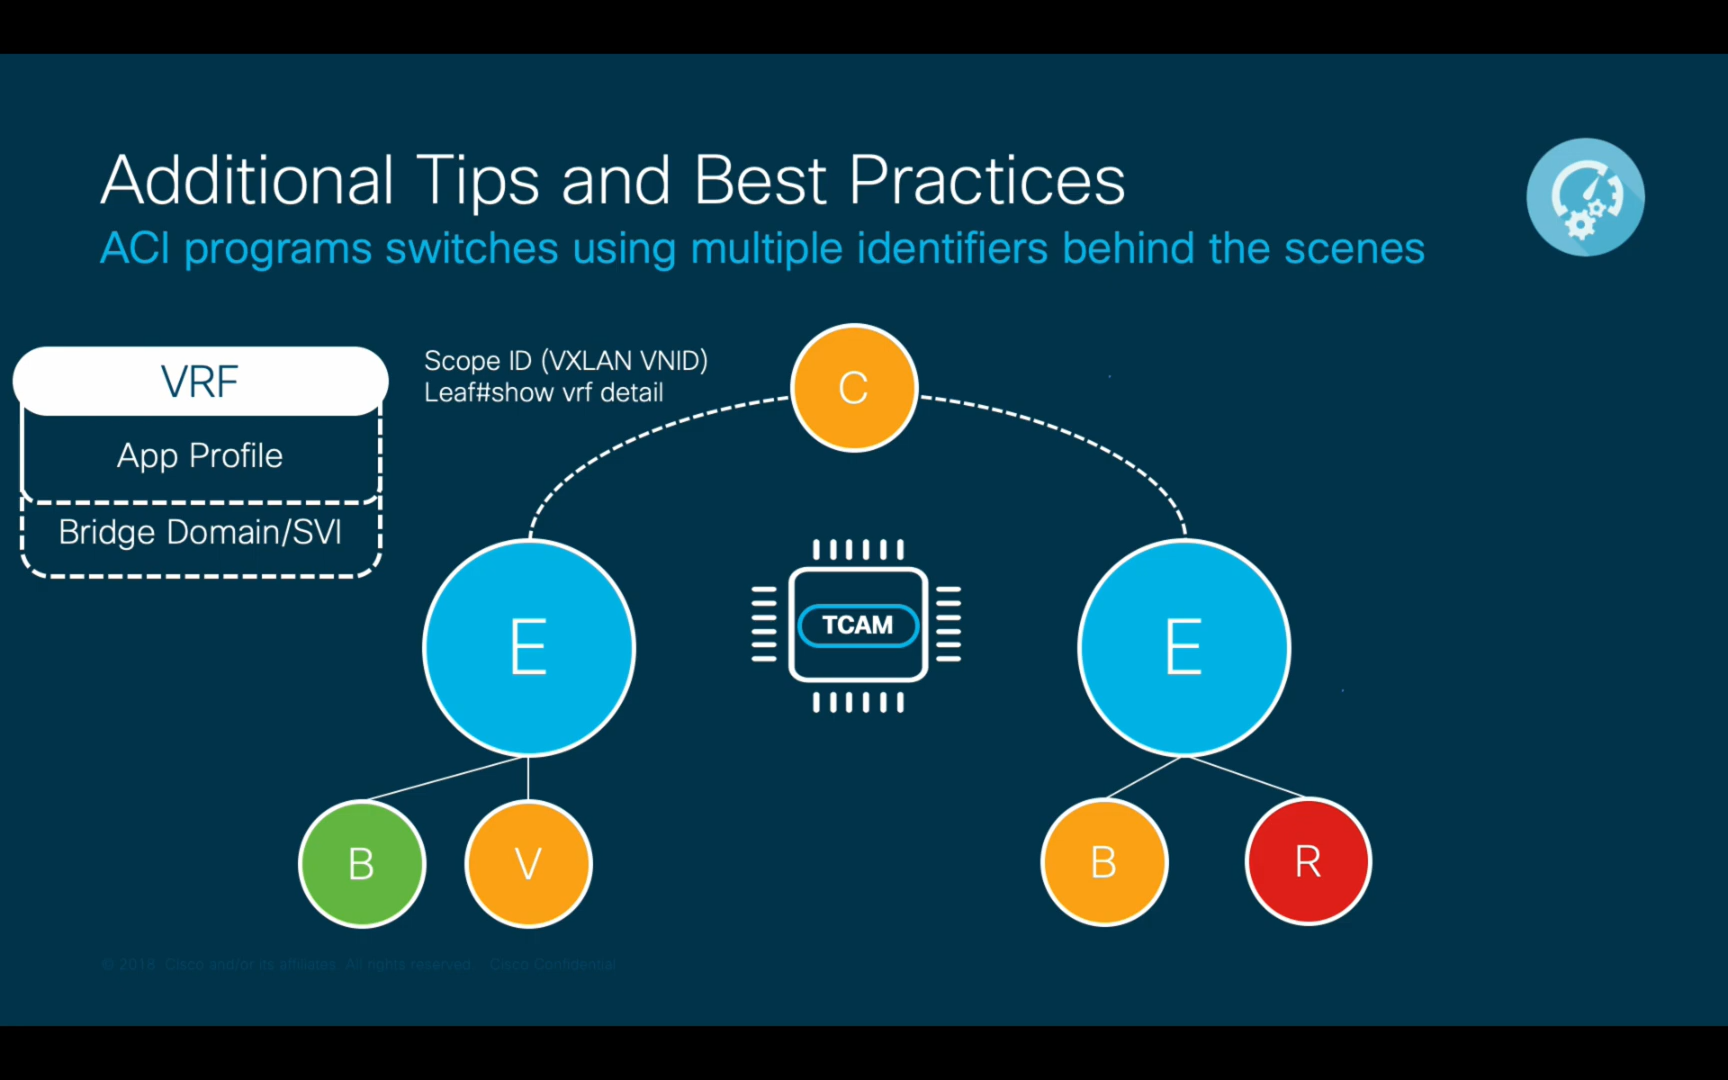 Additional Tips and Best Practices
ACI programs switches using multiple identifiers behind the scenes
VRF
App Profile
Bridge Domain/SVI
Scope ID (VXLAN VNID)
Leaf#show vrf detail
C
E
TCAM
E
B
V
B
R
© 2018 Cisco and/or its affiliates. All rights reserved. Cisco Confidential